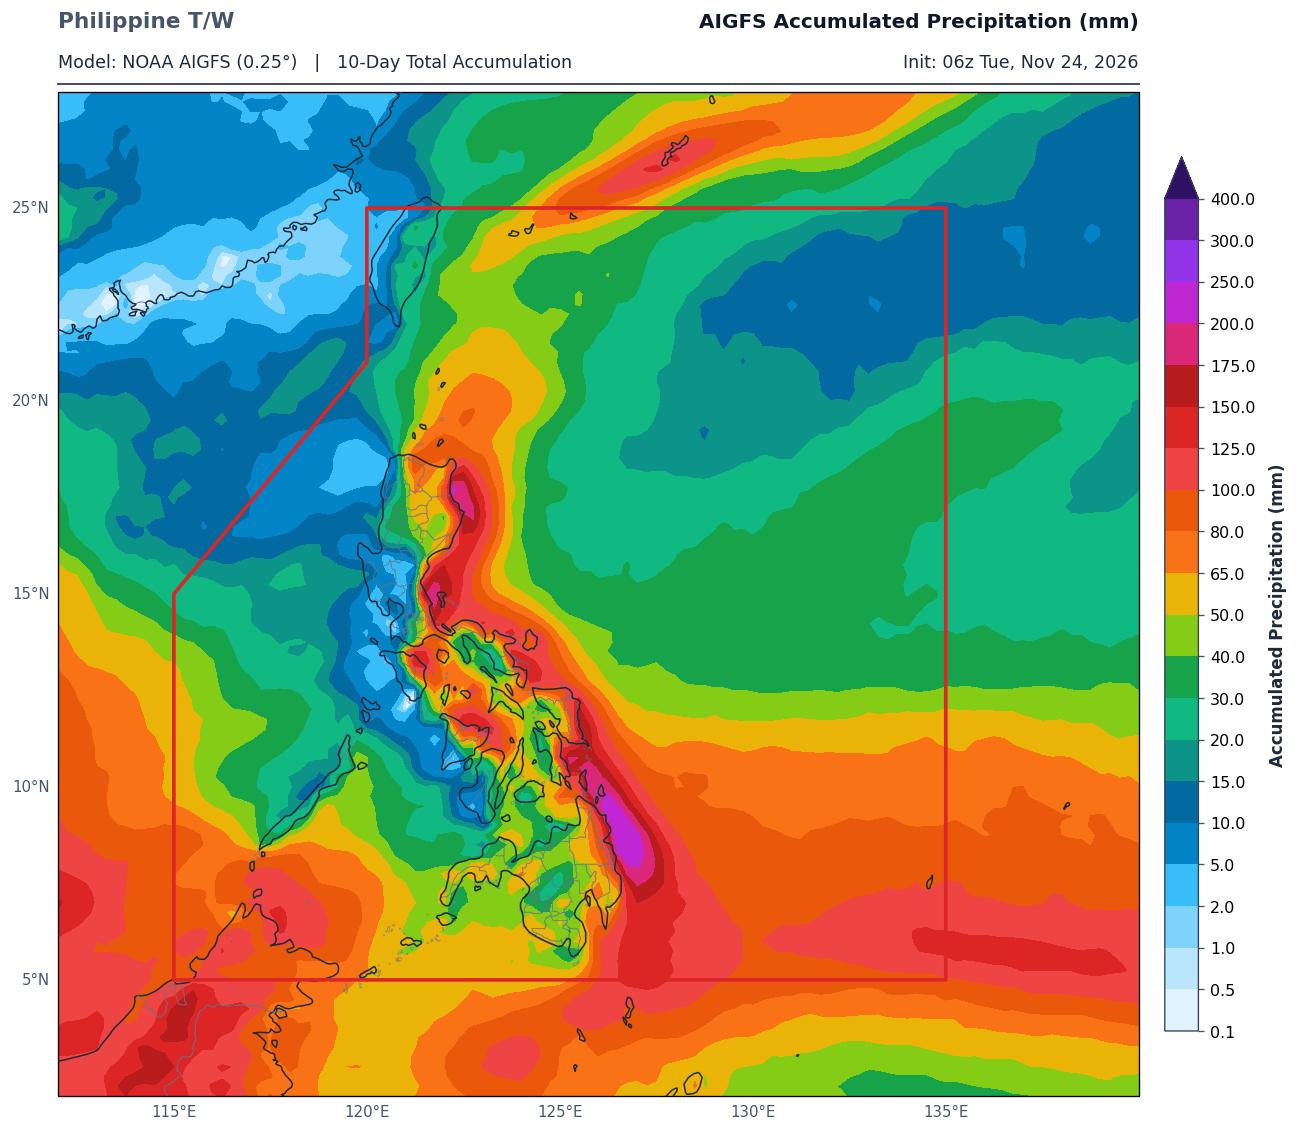 Philippine T/W
AIGFS Accumulated Precipitation (mm)
Model: NOAA AIGFS (0.25°) | 10-Day Total Accumulation
Init: 06z Tue, Nov 24, 2026
25°N
20°N
15°N
10°N
5°N
115°E
120°E
125°E
130°E
135°E
400.0
300.0
250.0
200.0
175.0
150.0
125.0
100.0
80.0
65.0
50.0
40.0
30.0
20.0
15.0
10.0
5.0
2.0
1.0
0.5
0.1
Accumulated Precipitation (mm)